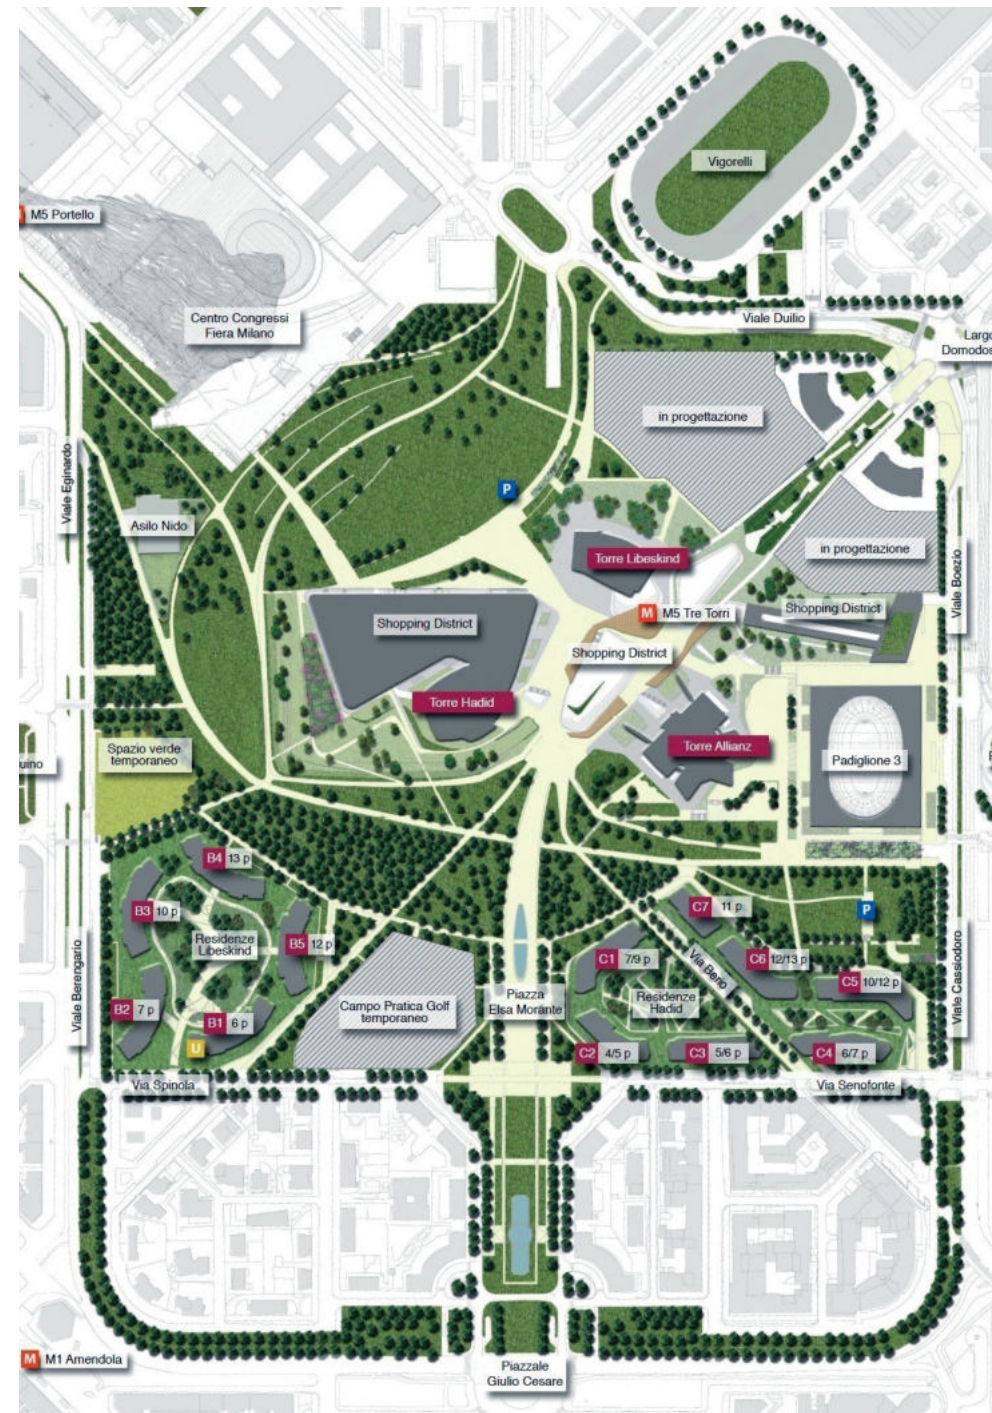 Vigorelli
M M5 Portello
Centro Congressi
Fiera Milano
Viale Duilio
Largo
Domodos
in progettazione
Viale Eginardo
P
Asilo Nido
in progettazione
Torre Libeskind
Viale Boezio
M M5 Tre Torri
Shopping District
Shopping District
Shopping District
Torre Hadid
Torre Allianz
Spazio verde
temporaneo
uino
Padiglione 3
B4 13 p
B3 10 p
B5 12 p
Residenze
Libeskind
B2 7 p
B1 6 p
U
Viale Berengario
Campo Pratica Golf
temporaneo
Piazza
Elsa Morante
C7 11 p
P
C1 7/9 p
Via Berio
C6 12/13 p
C5 10/12 p
Residenze
Hadid
Viale Cassiodoro
C2 4/5 p
C3 5/6 p
C4 6/7 p
Via Spinola
Via Senofonte
M M1 Amendola
Piazzale
Giulio Cesare